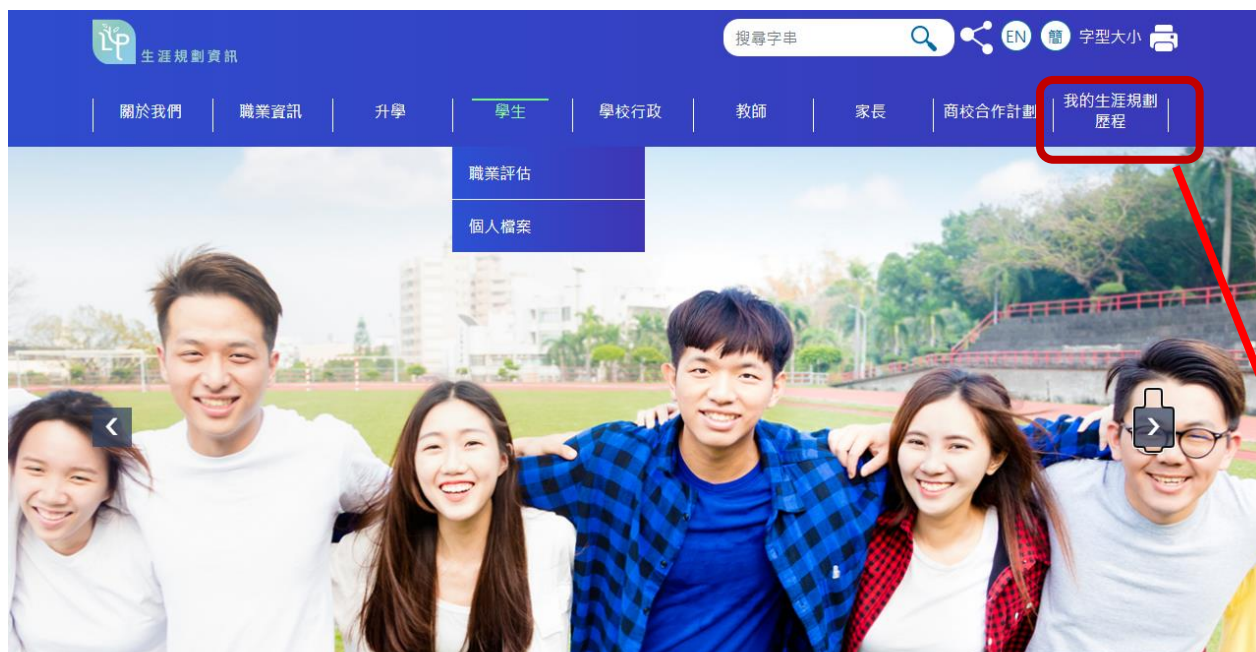 LP
生涯規劃資訊
搜尋字串
EN
簡
字型大小
關於我們
職業資訊
升學
學生
學校行政
教師
家長
商校合作計劃
我的生涯規劃
歷程
職業評估
個人檔案